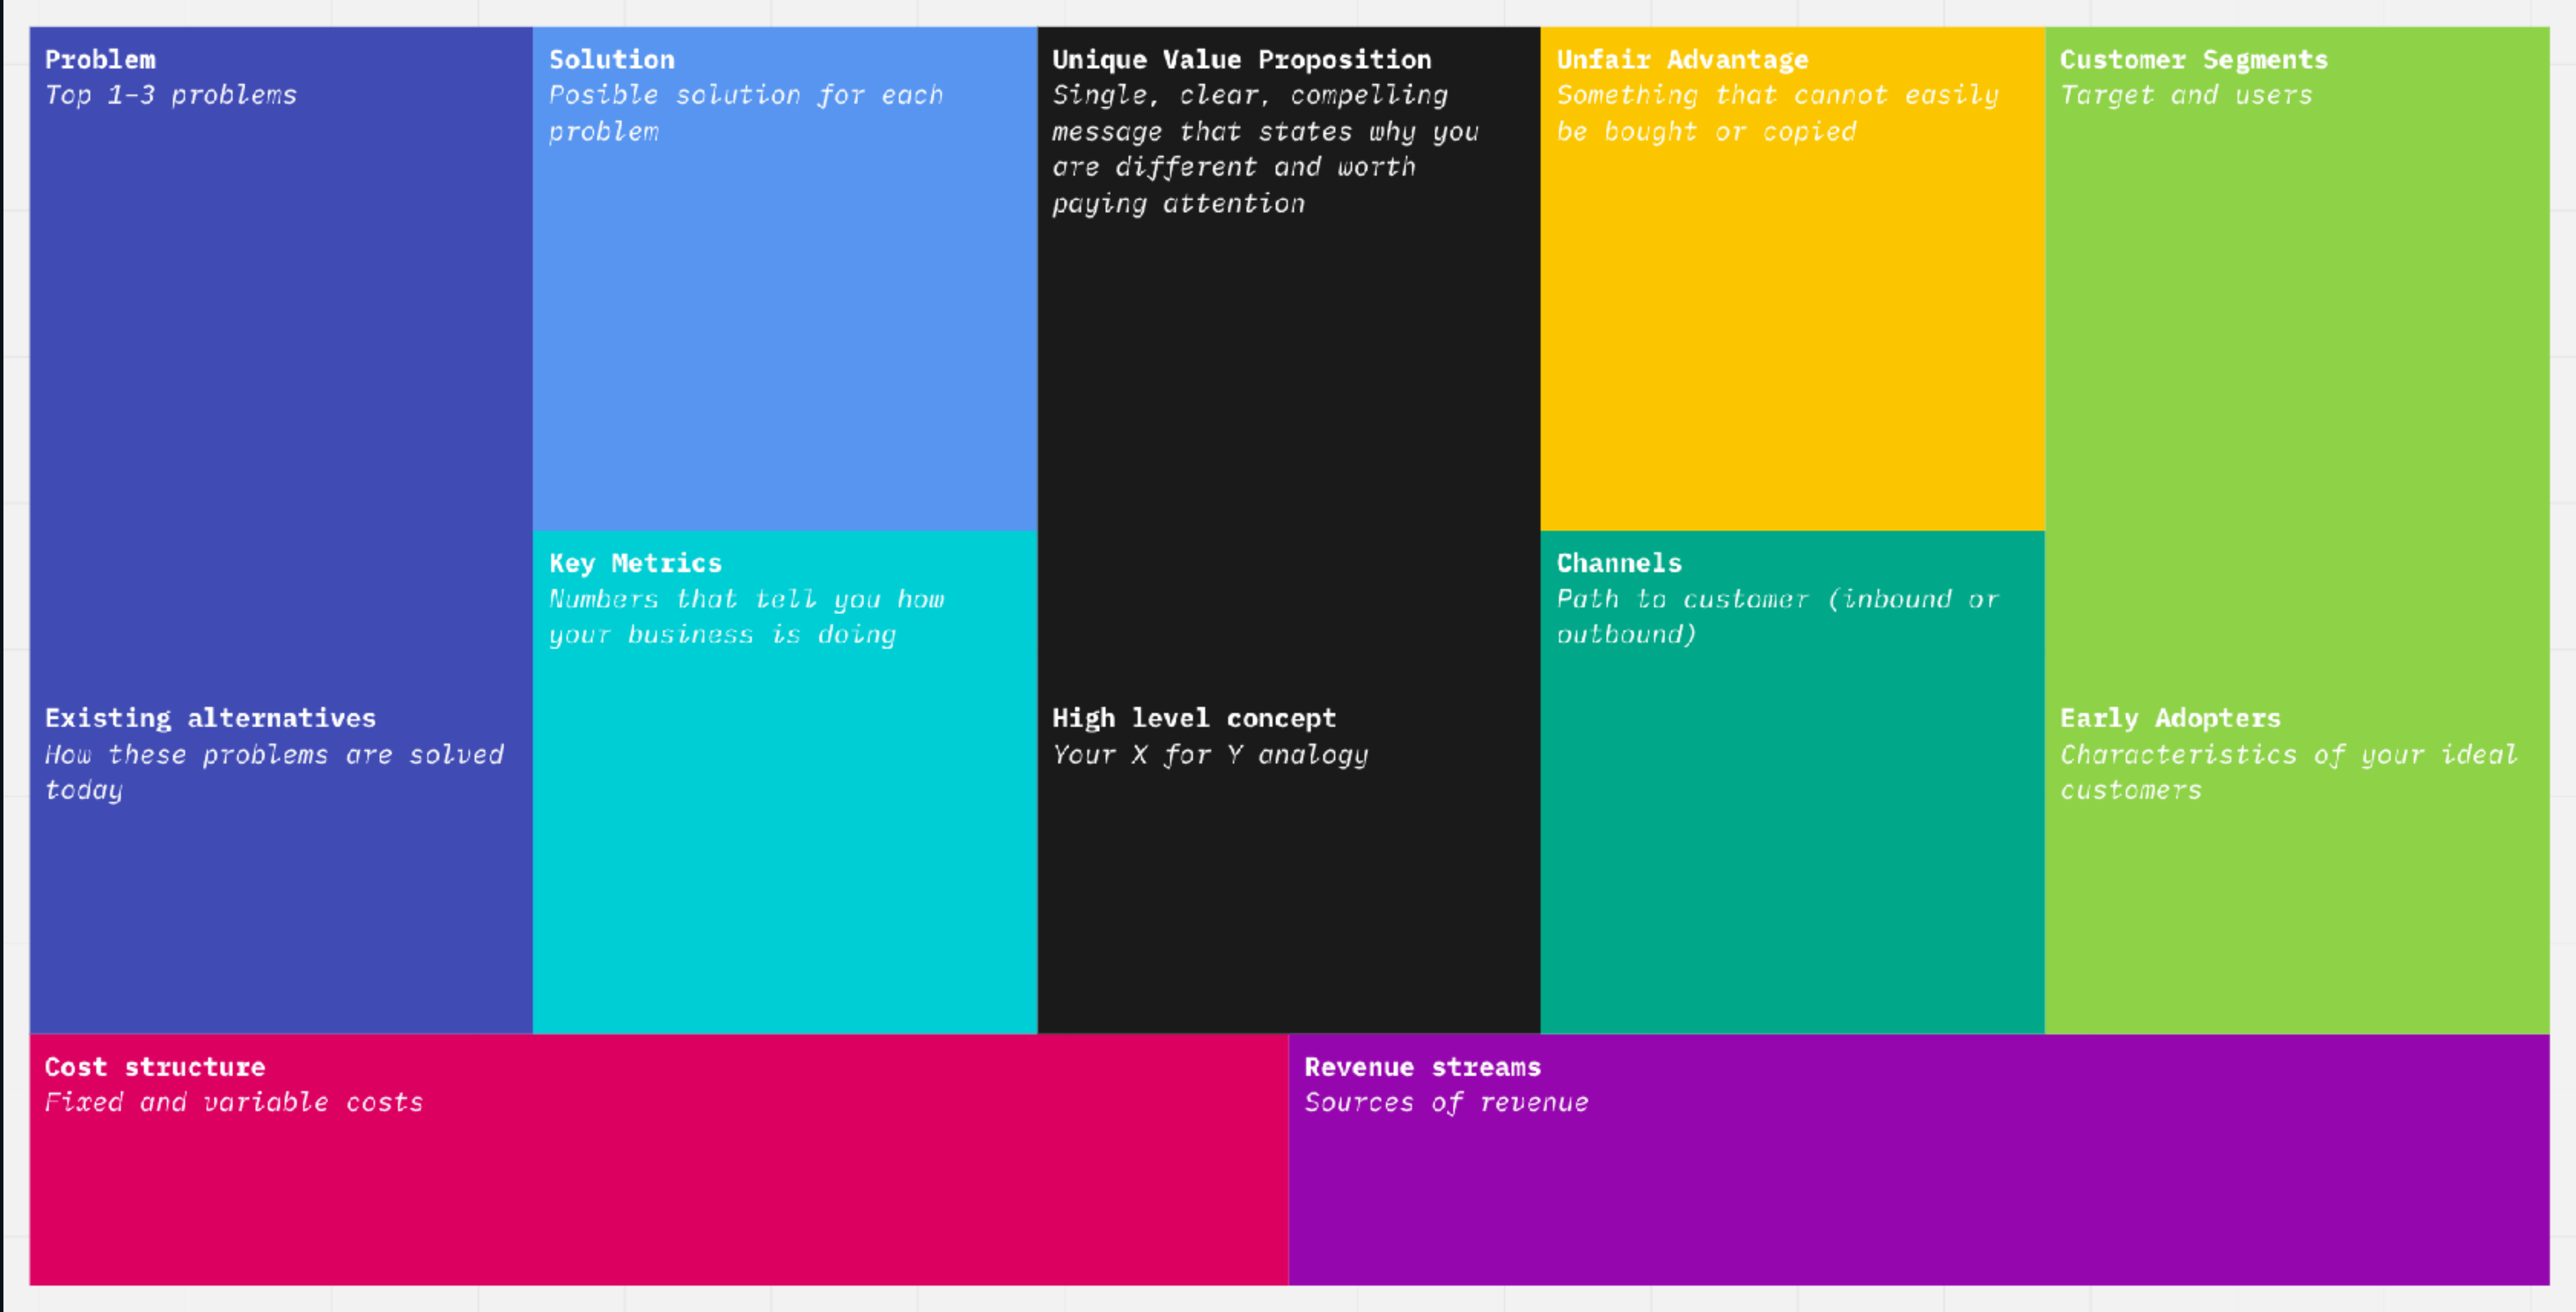 Problem
Top 1-3 problems
Existing alternatives
How these problems are solved
today
Solution
Posible solution for each
problem
Key Metrics
Numbers that tell you how
your business is doing
Unique Value Proposition
Single, clear, compelling
message that states why you
are different and worth
paying attention
High level concept
Your X for Y analogy
Unfair Advantage
Something that cannot easily
be bought or copied
Channels
Path to customer (inbound or
outbound)
Customer Segments
Target and users
Early Adopters
Characteristics of your ideal
customers
Cost structure
Fixed and variable costs
Revenue streams
Sources of revenue